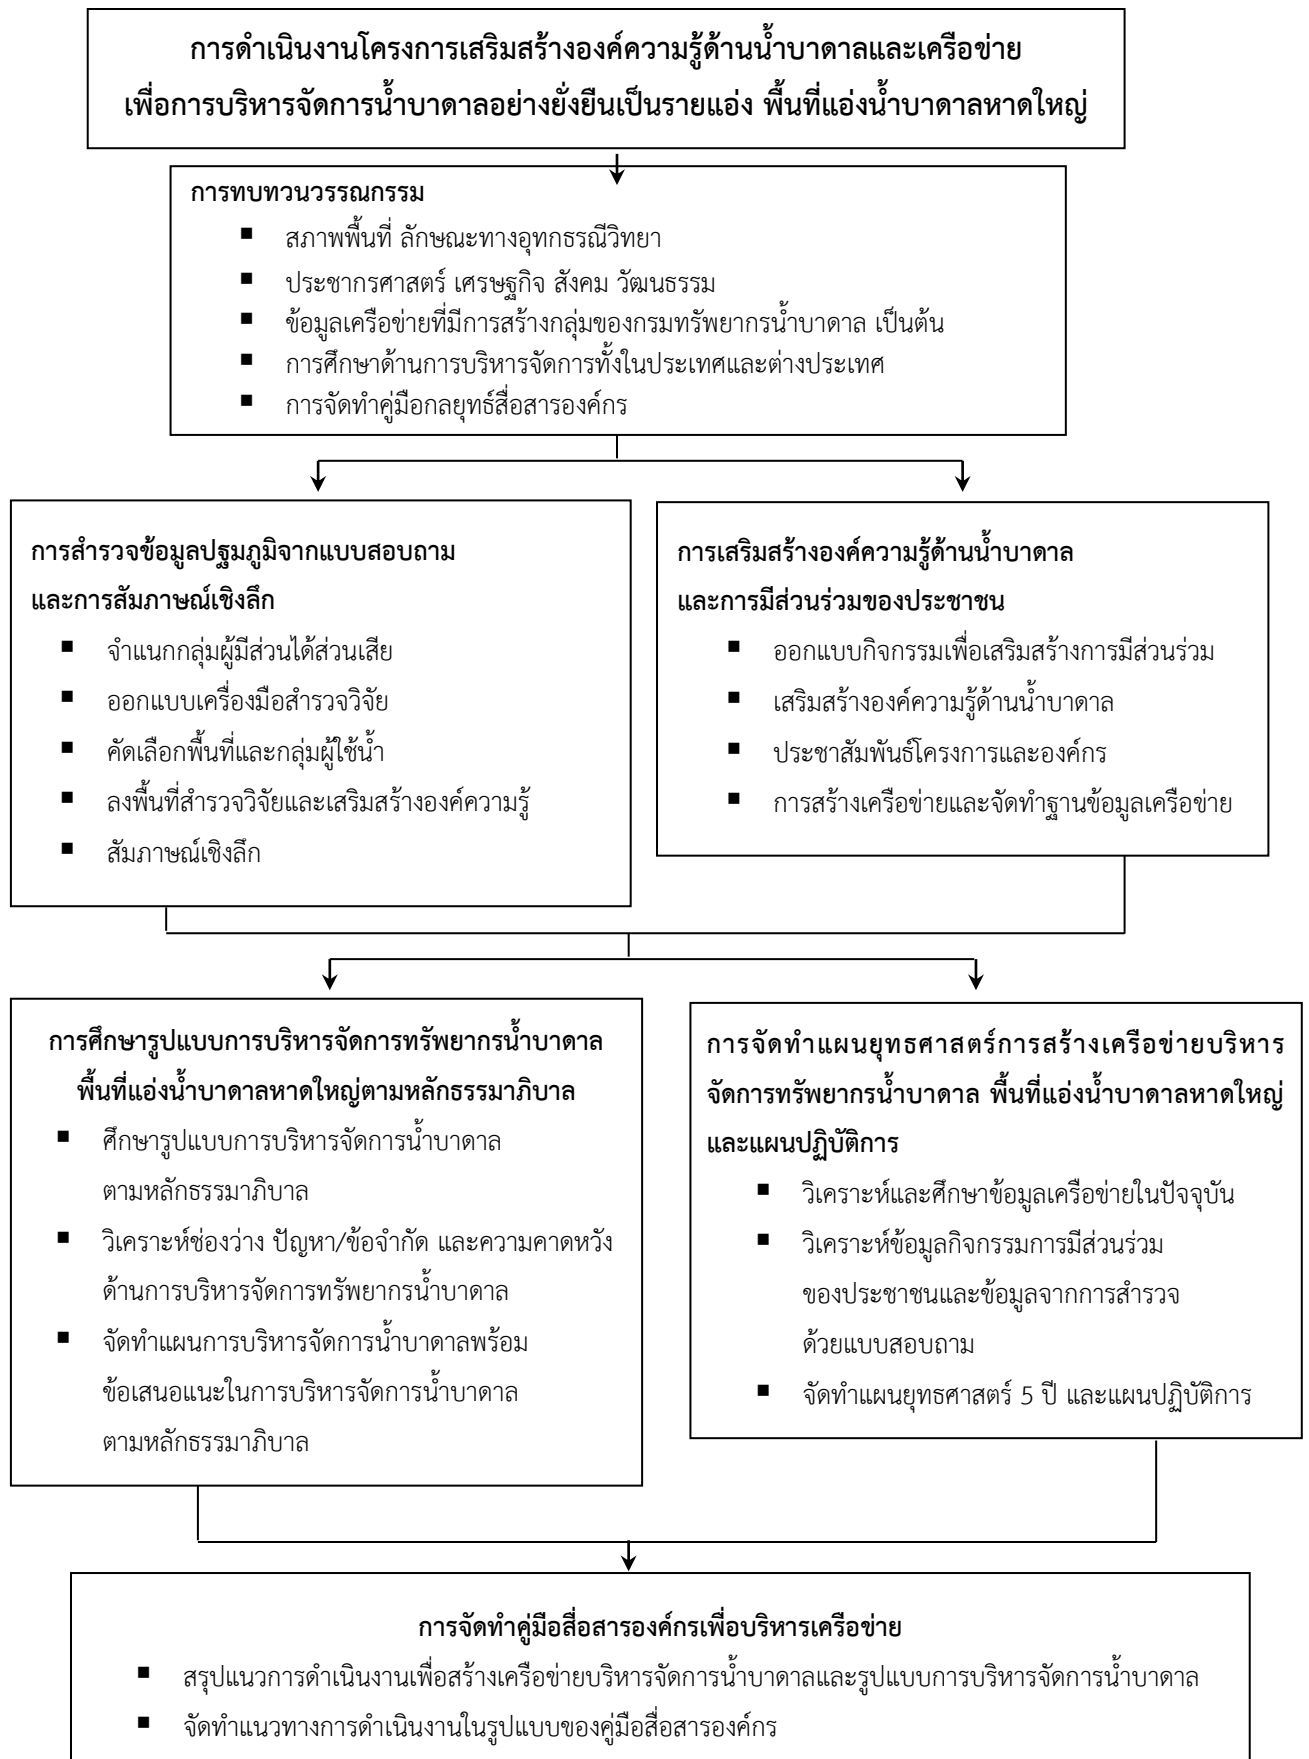 การดำเนินงานโครงการเสริมสร้างองค์ความรู้ด้านน้ำบาดาลและเครือข่าย
เพื่อการบริหารจัดการน้ำบาดาลอย่างยั่งยืนเป็นรายแอ่ง พื้นที่แอ่งน้ำบาดาลหาดใหญ่
การทบทวนวรรณกรรม
▪ สภาพพื้นที่ ลักษณะทางอุทกธรณีวิทยา
▪ ประชากรศาสตร์ เศรษฐกิจ สังคม วัฒนธรรม
▪ ข้อมูลเครือข่ายที่มีการสร้างกลุ่มของกรมทรัพยากรน้ำบาดาล เป็นต้น
▪ การศึกษาด้านการบริหารจัดการทั้งในประเทศและต่างประเทศ
▪ การจัดทำคู่มือกลยุทธ์สื่อสารองค์กร
การสำรวจข้อมูลปฐมภูมิจากแบบสอบถาม
และการสัมภาษณ์เชิงลึก
▪ จำแนกกลุ่มผู้มีส่วนได้ส่วนเสีย
▪ ออกแบบเครื่องมือสำรวจวิจัย
▪ คัดเลือกพื้นที่และกลุ่มผู้ใช้น้ำ
▪ ลงพื้นที่สำรวจวิจัยและเสริมสร้างองค์ความรู้
▪ สัมภาษณ์เชิงลึก
การเสริมสร้างองค์ความรู้ด้านน้ำบาดาล
และการมีส่วนร่วมของประชาชน
▪ ออกแบบกิจกรรมเพื่อเสริมสร้างการมีส่วนร่วม
▪ เสริมสร้างองค์ความรู้ด้านน้ำบาดาล
▪ ประชาสัมพันธ์โครงการและองค์กร
▪ การสร้างเครือข่ายและจัดทำฐานข้อมูลเครือข่าย
การศึกษารูปแบบการบริหารจัดการทรัพยากรน้ำบาดาล
พื้นที่แอ่งน้ำบาดาลหาดใหญ่ตามหลักธรรมาภิบาล
▪ ศึกษารูปแบบการบริหารจัดการน้ำบาดาล
ตามหลักธรรมาภิบาล
▪ วิเคราะห์ช่องว่าง ปัญหา/ข้อจำกัด และความคาดหวัง
ด้านการบริหารจัดการทรัพยากรน้ำบาดาล
▪ จัดทำแผนการบริหารจัดการน้ำบาดาลพร้อม
ข้อเสนอแนะในการบริหารจัดการน้ำบาดาล
ตามหลักธรรมาภิบาล
การจัดทำแผนยุทธศาสตร์การสร้างเครือข่ายบริหาร
จัดการทรัพยากรน้ำบาดาล พื้นที่แอ่งน้ำบาดาลหาดใหญ่
และแผนปฏิบัติการ
▪ วิเคราะห์และศึกษาข้อมูลเครือข่ายในปัจจุบัน
▪ วิเคราะห์ข้อมูลกิจกรรมการมีส่วนร่วม
ของประชาชนและข้อมูลจากการสำรวจ
ด้วยแบบสอบถาม
▪ จัดทำแผนยุทธศาสตร์ 5 ปี และแผนปฏิบัติการ
การจัดทำคู่มือสื่อสารองค์กรเพื่อบริหารเครือข่าย
▪ สรุปแนวการดำเนินงานเพื่อสร้างเครือข่ายบริหารจัดการน้ำบาดาลและรูปแบบการบริหารจัดการน้ำบาดาล
▪ จัดทำแนวทางการดำเนินงานในรูปแบบของคู่มือสื่อสารองค์กร